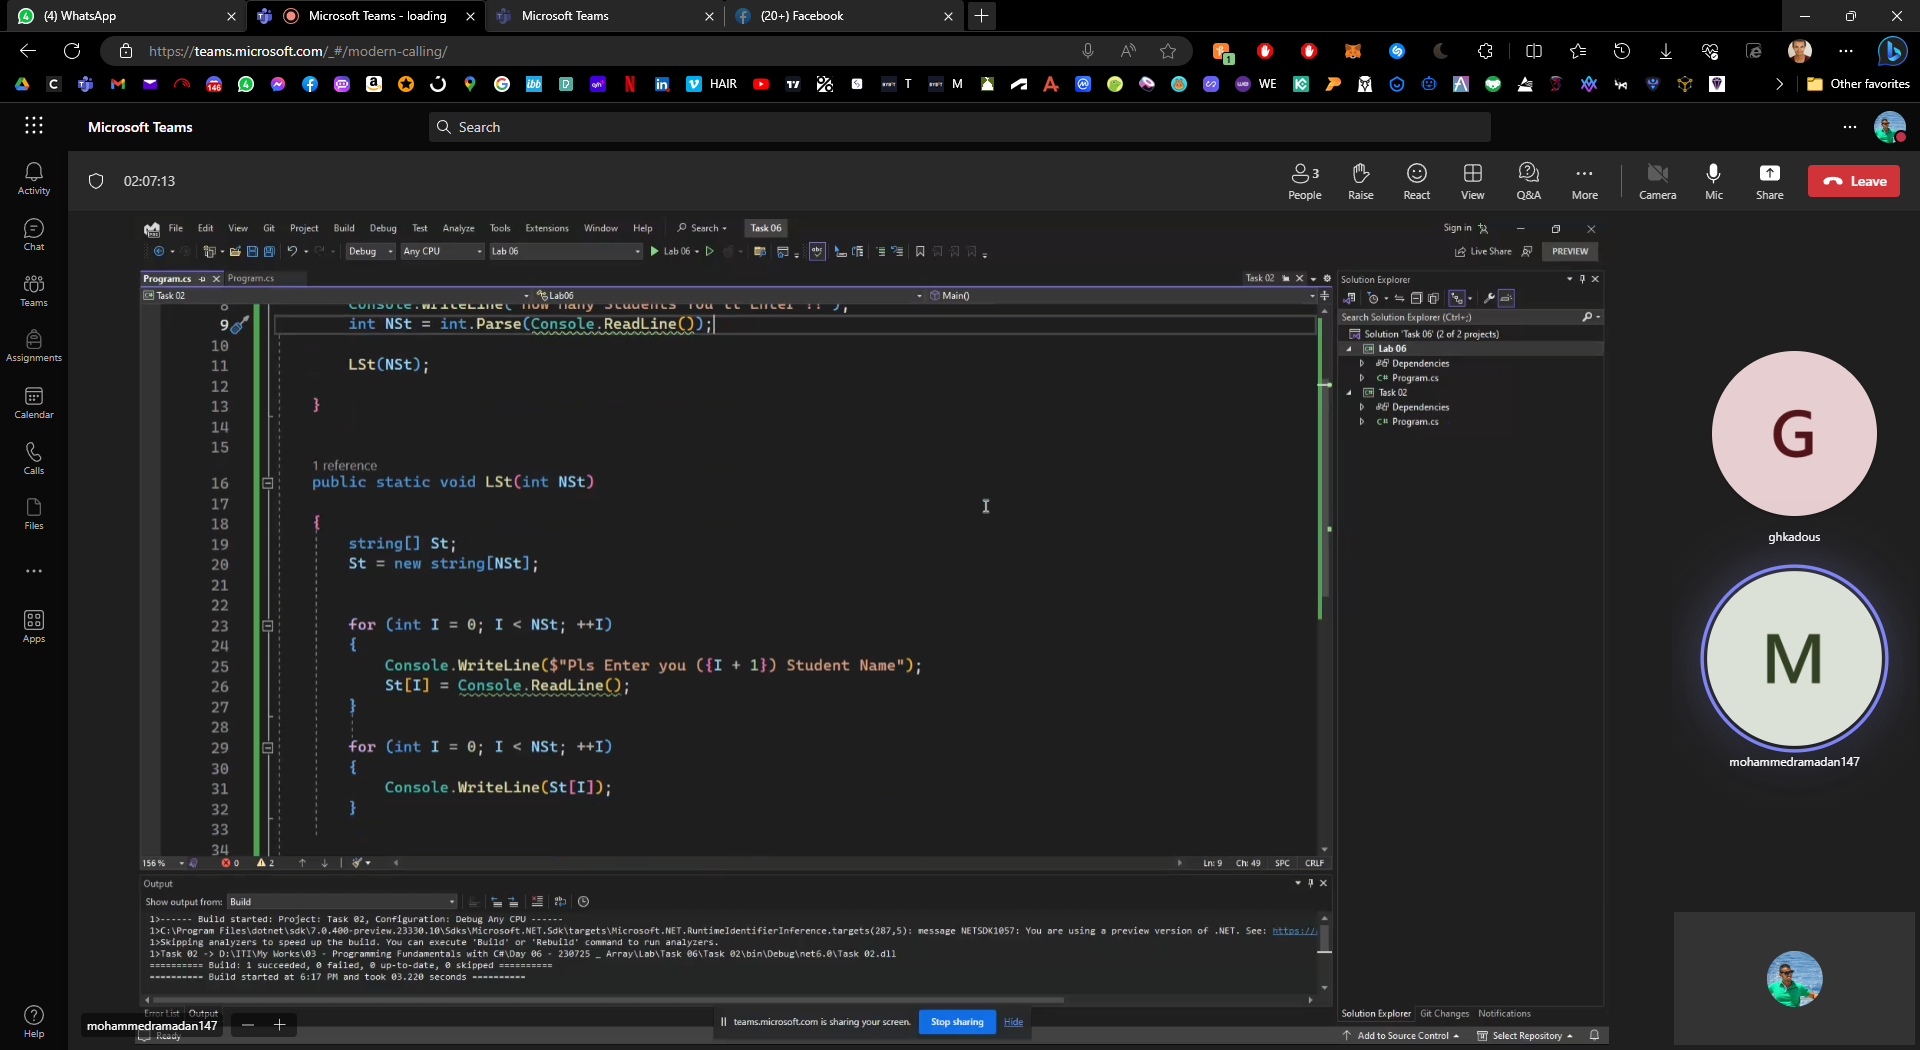 (4) WhatsApp
Microsoft Teams - loading
Microsoft Teams
(20+) Facebook
https://teams.microsoft.com/_#/modern-calling/
1
146
HAIR
T
M
WE
Other favorites
Microsoft Teams
Search
02:07:13
3
People
Raise
React
View
Q&A
More
Camera
Mic
Share
Leave
Activity
Chat
Teams
Assignments
Calendar
Calls
Files
Apps
Help
File Edit View Git Project Build Debug Test Analyze Tools Extensions Window Help Search Task 06
Sign in
Debug Any CPU Lab 06 Lab 06
Live Share PREVIEW
Program.cs Program.cs Task 02
Task 02 Lab06 Main()
8 Console.WriteLine("How many Students You'll Enter ??");
9 int NSt = int.Parse(Console.ReadLine());
10
11 LSt(NSt);
12
13 }
14
15
1 reference
16 public static void LSt(int NSt)
17
18 {
19 string[] St;
20 St = new string[NSt];
21
22
23 for (int I = 0; I < NSt; ++I)
24 {
25 Console.WriteLine($"Pls Enter you ({I + 1}) Student Name");
26 St[I] = Console.ReadLine();
27 }
28
29 for (int I = 0; I < NSt; ++I)
30 {
31 Console.WriteLine(St[I]);
32 }
33
34
156 % 0 2 Ln: 9 Ch: 49 SPC CRLF
Solution Explorer
Search Solution Explorer (Ctrl+;)
Solution 'Task 06' (2 of 2 projects)
Lab 06
Dependencies
C# Program.cs
Task 02
Dependencies
C# Program.cs
Output
Show output from: Build
1>------ Build started: Project: Task 02, Configuration: Debug Any CPU ------
1>C:\Program Files\dotnet\sdk\7.0.400-preview.23330.10\Sdks\Microsoft.NET.Sdk\targets\Microsoft.NET.RuntimeIdentifierInference.targets(287,5): message NETSDK1057: You are using a preview version of .NET. See: https://
1>Skipping analyzers to speed up the build. You can execute 'Build' or 'Rebuild' command to run analyzers.
1>Task 02 -> D:\ITI\My Works\03 - Programming Fundamentals with C#\Day 06 - 230725 _ Array\Lab\Task 06\Task 02\bin\Debug\net6.0\Task 02.dll
========== Build: 1 succeeded, 0 failed, 0 up-to-date, 0 skipped ==========
========== Build started at 6:17 PM and took 03.220 seconds ==========
Error List Output
Ready
Solution Explorer Git Changes Notifications
Add to Source Control Select Repository
mohammedramadan147
teams.microsoft.com is sharing your screen. Stop sharing Hide
G
ghkadous
M
mohammedramadan147